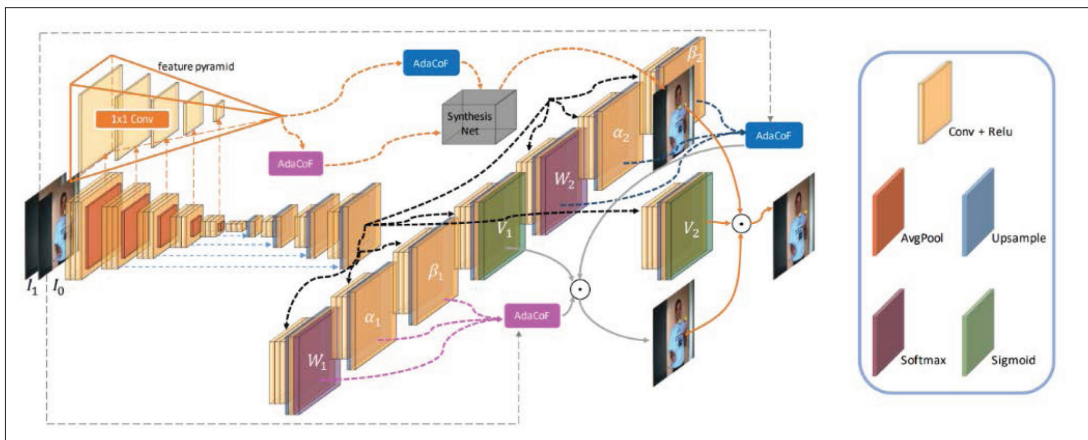 feature pyramid
1x1 Conv
AdaCoF
AdaCoF
Synthesis
Net
β₂
α₂
W₂
V₁
β₁
α₁
W₁
AdaCoF
AdaCoF
V₂
I₁ I₀
Conv + Relu
AvgPool
Upsample
Softmax
Sigmoid